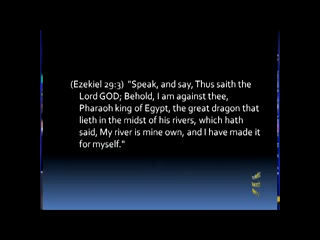 (Ezekiel 29:3) "Speak, and say, Thus saith the
Lord GOD; Behold, I am against thee,
Pharaoh king of Egypt, the great dragon that
lieth in the midst of his rivers, which hath
said, My river is mine own, and I have made it
for myself."